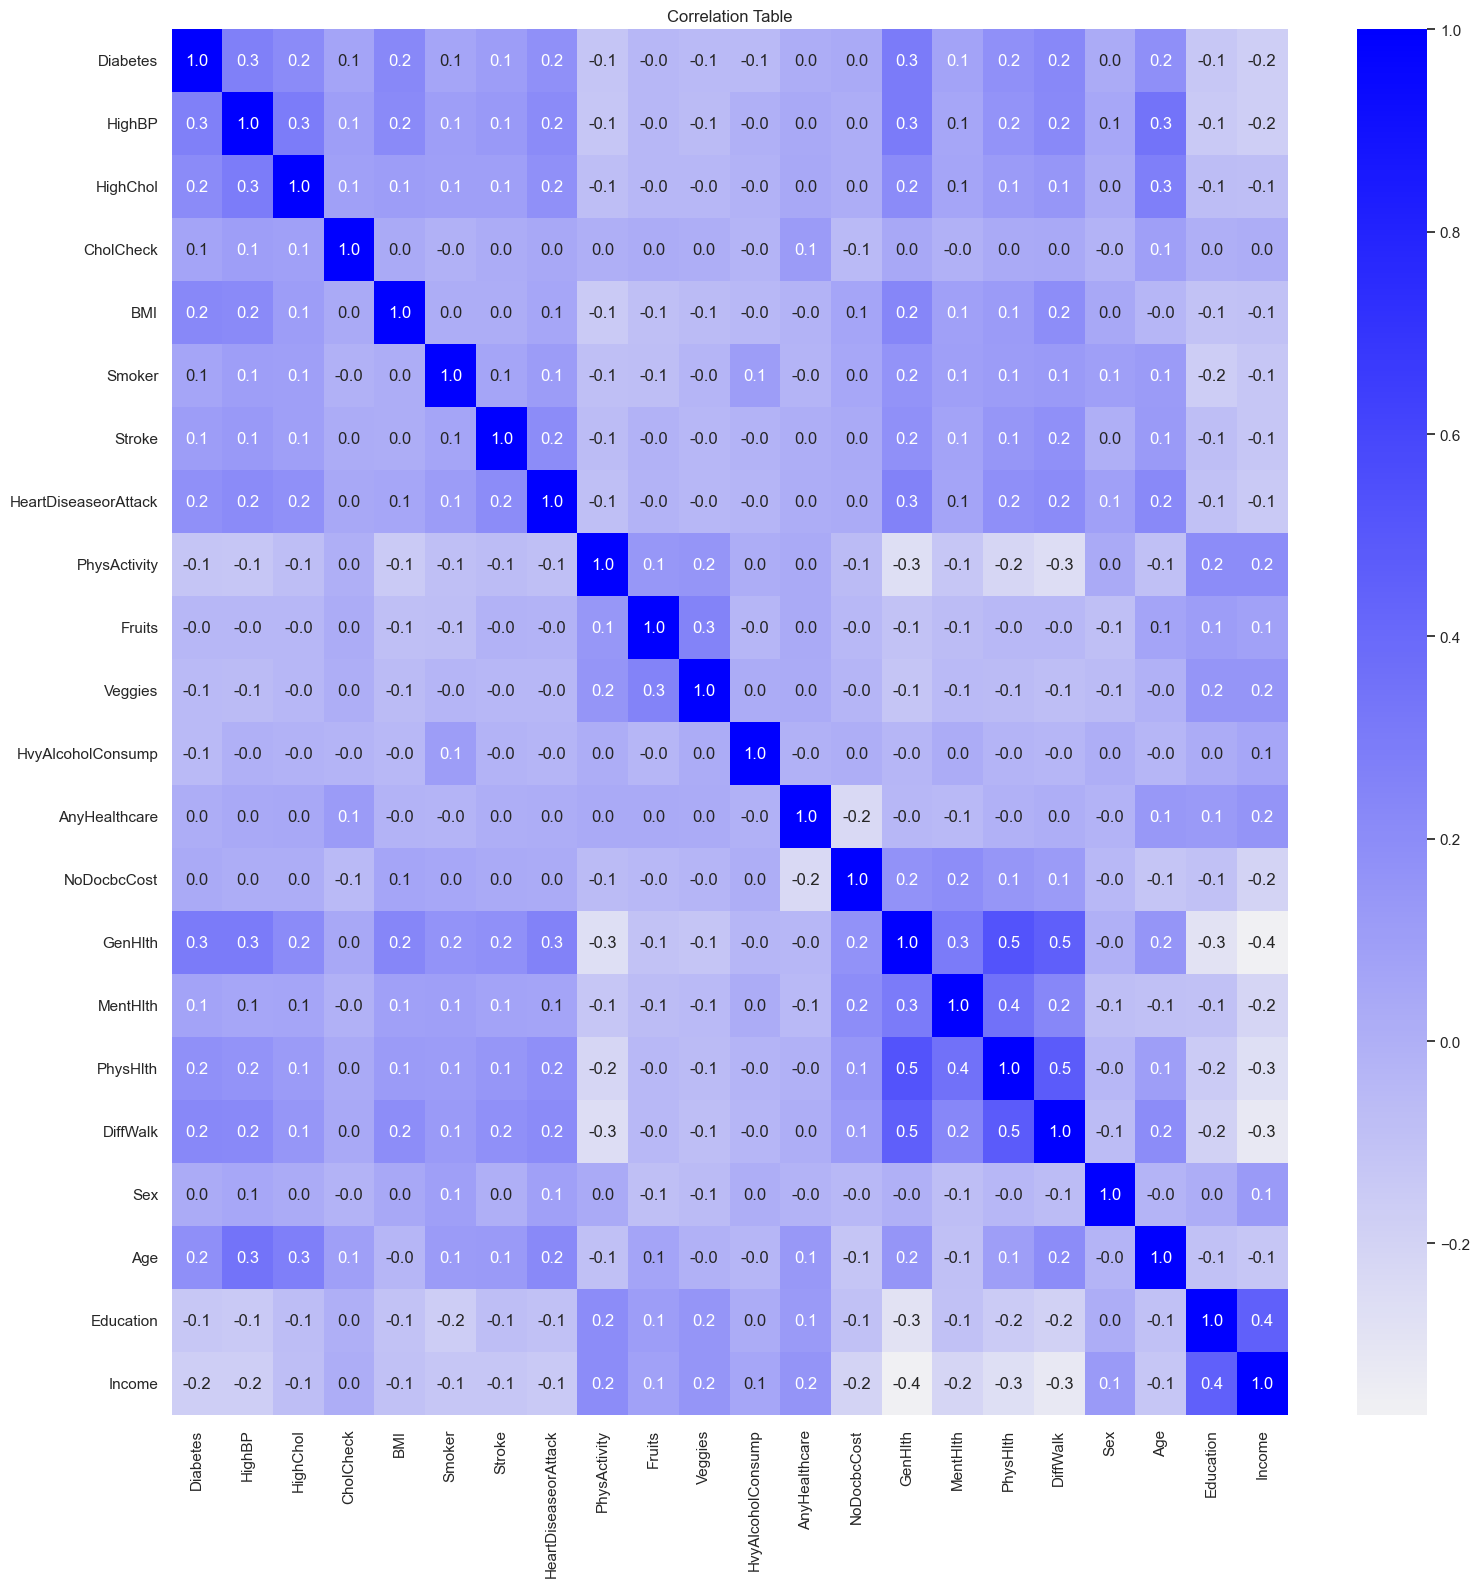 Correlation Table
Diabetes 1.0 0.3 0.2 0.1 0.2 0.1 0.1 0.2 -0.1 -0.0 -0.1 -0.1 0.0 0.0 0.3 0.1 0.2 0.2 0.0 0.2 -0.1 -0.2
HighBP 0.3 1.0 0.3 0.1 0.2 0.1 0.1 0.2 -0.1 -0.0 -0.1 -0.0 0.0 0.0 0.3 0.1 0.2 0.2 0.1 0.3 -0.1 -0.2
HighChol 0.2 0.3 1.0 0.1 0.1 0.1 0.1 0.2 -0.1 -0.0 -0.0 -0.0 0.0 0.0 0.2 0.1 0.1 0.1 0.0 0.3 -0.1 -0.1
CholCheck 0.1 0.1 0.1 1.0 0.0 -0.0 0.0 0.0 0.0 0.0 0.0 -0.0 0.1 -0.1 0.0 -0.0 0.0 0.0 -0.0 0.1 0.0 0.0
BMI 0.2 0.2 0.1 0.0 1.0 0.0 0.0 0.1 -0.1 -0.1 -0.1 -0.0 -0.0 0.1 0.2 0.1 0.1 0.2 0.0 -0.0 -0.1 -0.1
Smoker 0.1 0.1 0.1 -0.0 0.0 1.0 0.1 0.1 -0.1 -0.1 -0.0 0.1 -0.0 0.0 0.2 0.1 0.1 0.1 0.1 0.1 -0.2 -0.1
Stroke 0.1 0.1 0.1 0.0 0.0 0.1 1.0 0.2 -0.1 -0.0 -0.0 -0.0 0.0 0.0 0.2 0.1 0.1 0.2 0.0 0.1 -0.1 -0.1
HeartDiseaseorAttack 0.2 0.2 0.2 0.0 0.1 0.1 0.2 1.0 -0.1 -0.0 -0.0 -0.0 0.0 0.0 0.3 0.1 0.2 0.2 0.1 0.2 -0.1 -0.1
PhysActivity -0.1 -0.1 -0.1 0.0 -0.1 -0.1 -0.1 -0.1 1.0 0.1 0.2 0.0 0.0 -0.1 -0.3 -0.1 -0.2 -0.3 0.0 -0.1 0.2 0.2
Fruits -0.0 -0.0 -0.0 0.0 -0.1 -0.1 -0.0 -0.0 0.1 1.0 0.3 -0.0 0.0 -0.0 -0.1 -0.1 -0.0 -0.0 -0.1 0.1 0.1 0.1
Veggies -0.1 -0.1 -0.0 0.0 -0.1 -0.0 -0.0 -0.0 0.2 0.3 1.0 0.0 0.0 -0.0 -0.1 -0.1 -0.1 -0.1 -0.1 -0.0 0.2 0.2
HvyAlcoholConsump -0.1 -0.0 -0.0 -0.0 -0.0 0.1 -0.0 -0.0 0.0 -0.0 0.0 1.0 -0.0 0.0 -0.0 0.0 -0.0 -0.0 0.0 -0.0 0.0 0.1
AnyHealthcare 0.0 0.0 0.0 0.1 -0.0 -0.0 0.0 0.0 0.0 0.0 0.0 -0.0 1.0 -0.2 -0.0 -0.1 -0.0 0.0 -0.0 0.1 0.1 0.2
NoDocbcCost 0.0 0.0 0.0 -0.1 0.1 0.0 0.0 0.0 -0.1 -0.0 -0.0 0.0 -0.2 1.0 0.2 0.2 0.1 0.1 -0.0 -0.1 -0.1 -0.2
GenHlth 0.3 0.3 0.2 0.0 0.2 0.2 0.2 0.3 -0.3 -0.1 -0.1 -0.0 -0.0 0.2 1.0 0.3 0.5 0.5 -0.0 0.2 -0.3 -0.4
MentHlth 0.1 0.1 0.1 -0.0 0.1 0.1 0.1 0.1 -0.1 -0.1 -0.1 0.0 -0.1 0.2 0.3 1.0 0.4 0.2 -0.1 -0.1 -0.1 -0.2
PhysHlth 0.2 0.2 0.1 0.0 0.1 0.1 0.1 0.2 -0.2 -0.0 -0.1 -0.0 -0.0 0.1 0.5 0.4 1.0 0.5 -0.0 0.1 -0.2 -0.3
DiffWalk 0.2 0.2 0.1 0.0 0.2 0.1 0.2 0.2 -0.3 -0.0 -0.1 -0.0 0.0 0.1 0.5 0.2 0.5 1.0 -0.1 0.2 -0.2 -0.3
Sex 0.0 0.1 0.0 -0.0 0.0 0.1 0.0 0.1 0.0 -0.1 -0.1 0.0 -0.0 -0.0 -0.0 -0.1 -0.0 -0.1 1.0 -0.0 0.0 0.1
Age 0.2 0.3 0.3 0.1 -0.0 0.1 0.1 0.2 -0.1 0.1 -0.0 -0.0 0.1 -0.1 0.2 -0.1 0.1 0.2 -0.0 1.0 -0.1 -0.1
Education -0.1 -0.1 -0.1 0.0 -0.1 -0.2 -0.1 -0.1 0.2 0.1 0.2 0.0 0.1 -0.1 -0.3 -0.1 -0.2 -0.2 0.0 -0.1 1.0 0.4
Income -0.2 -0.2 -0.1 0.0 -0.1 -0.1 -0.1 -0.1 0.2 0.1 0.2 0.1 0.2 -0.2 -0.4 -0.2 -0.3 -0.3 0.1 -0.1 0.4 1.0
Diabetes
HighBP
HighChol
CholCheck
BMI
Smoker
Stroke
HeartDiseaseorAttack
PhysActivity
Fruits
Veggies
HvyAlcoholConsump
AnyHealthcare
NoDocbcCost
GenHlth
MentHlth
PhysHlth
DiffWalk
Sex
Age
Education
Income
1.0
0.8
0.6
0.4
0.2
0.0
−0.2